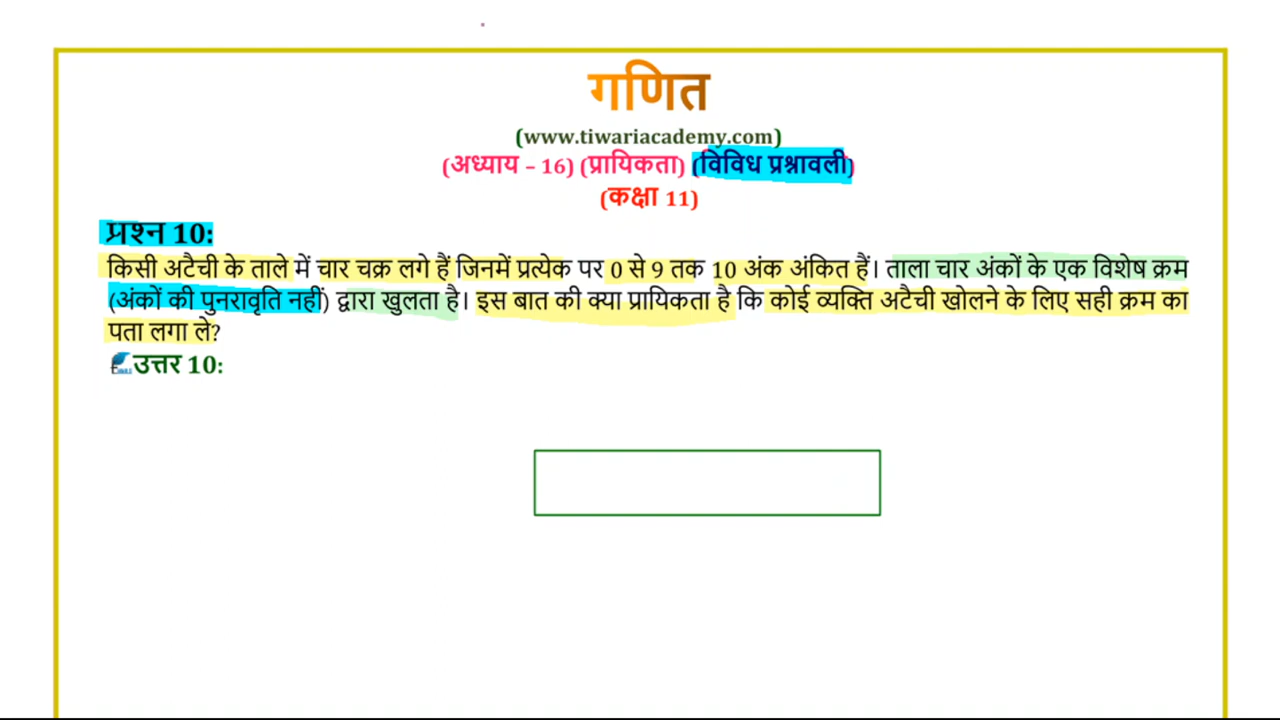 गणित
(www.tiwariacademy.com)
(अध्याय – 16) (प्रायिकता) (विविध प्रश्नावली)
(कक्षा 11)
प्रश्न 10:
किसी अटैची के ताले में चार चक्र लगे हैं जिनमें प्रत्येक पर 0 से 9 तक 10 अंक अंकित हैं। ताला चार अंकों के एक विशेष क्रम
(अंकों की पुनरावृति नहीं) द्वारा खुलता है। इस बात की क्या प्रायिकता है कि कोई व्यक्ति अटैची खोलने के लिए सही क्रम का
पता लगा ले?
उत्तर 10: